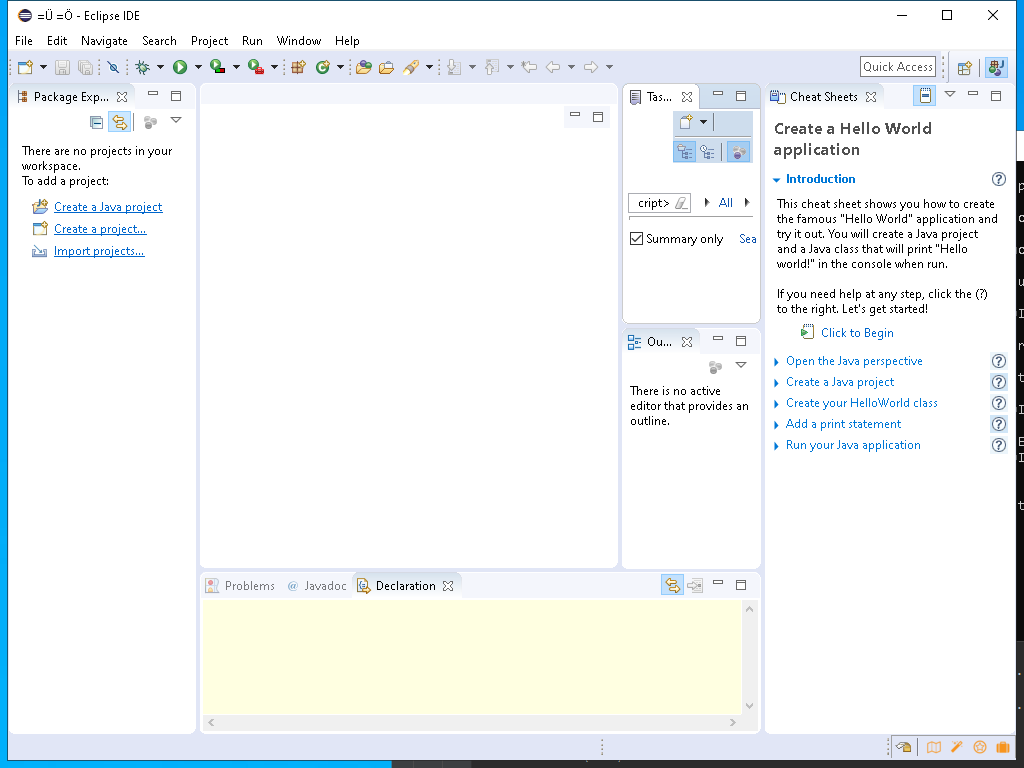 =Ü =Ö - Eclipse IDE
File Edit Navigate Search Project Run Window Help
Quick Access
Package Exp...
There are no projects in your
workspace.
To add a project:
Create a Java project
Create a project...
Import projects...
Tas...
cript> All
Summary only Sea
Ou...
There is no active
editor that provides an
outline.
Cheat Sheets
Create a Hello World
application
Introduction
This cheat sheet shows you how to create
the famous "Hello World" application and
try it out. You will create a Java project
and a Java class that will print "Hello
world!" in the console when run.
If you need help at any step, click the (?)
to the right. Let's get started!
Click to Begin
Open the Java perspective
Create a Java project
Create your HelloWorld class
Add a print statement
Run your Java application
Problems @ Javadoc Declaration